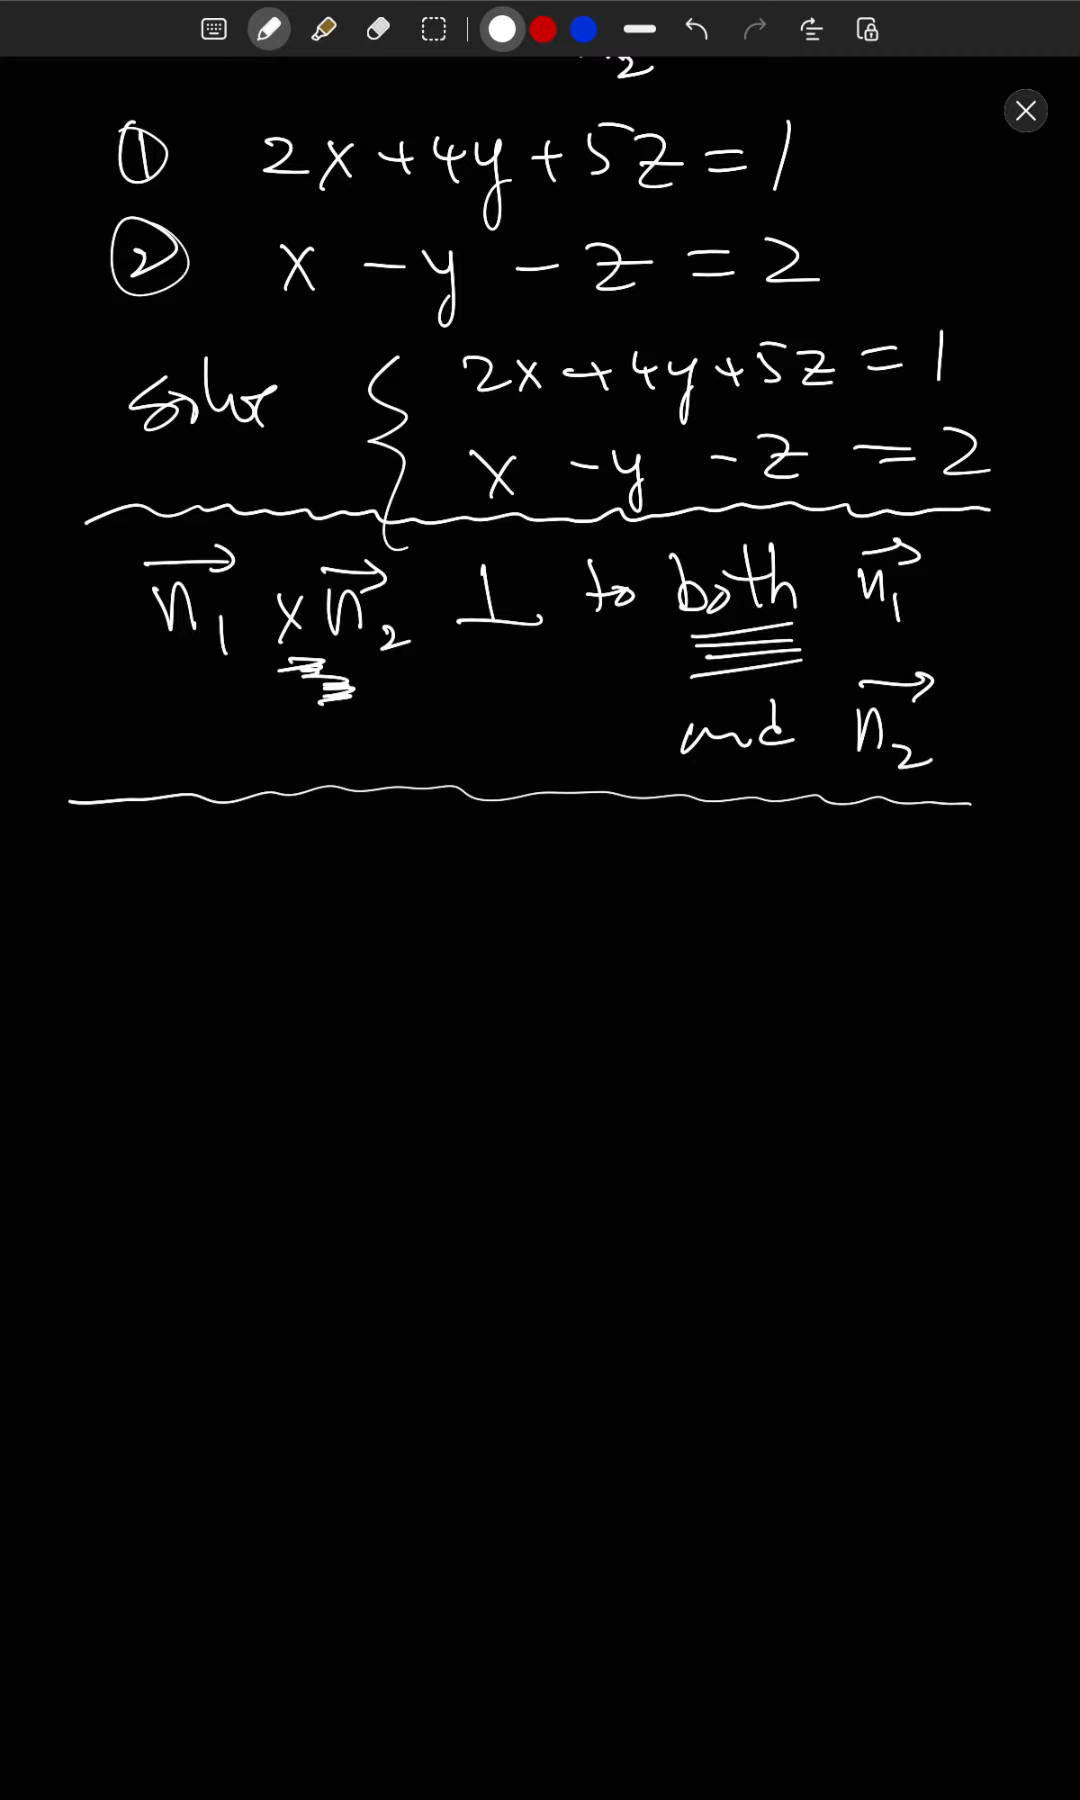 2
① 2x + 4y + 5z = 1
② x - y - z = 2
solve { 2x + 4y + 5z = 1
x - y - z = 2
n₁⃗ × n₂⃗ ⊥ to both n₁⃗
and n₂⃗